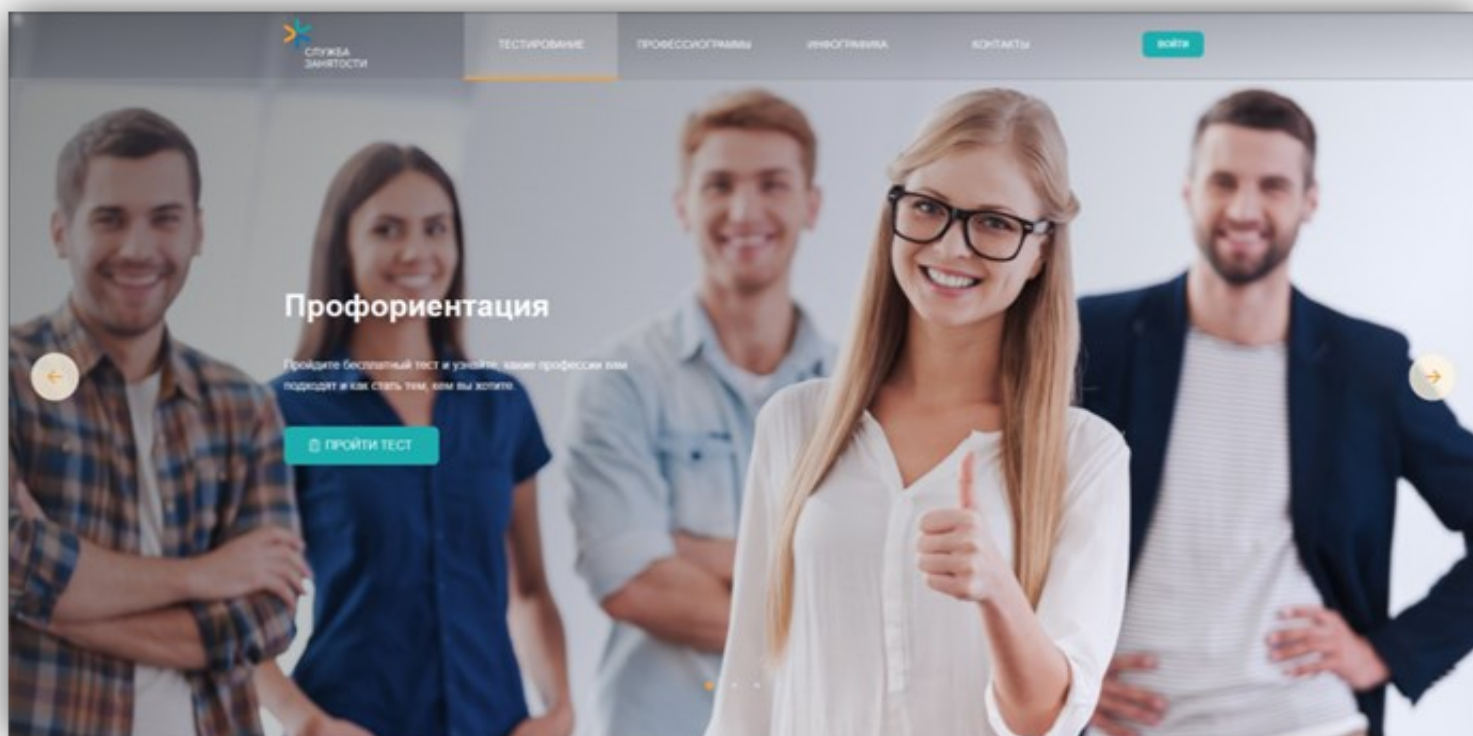 СЛУЖБА
ЗАНЯТОСТИ
ТЕСТИРОВАНИЕ
ПРОФЕССИОГРАММЫ
ИНФОГРАФИКА
КОНТАКТЫ
ВОЙТИ
Профориентация
Пройдите бесплатный тест и узнайте, какие профессии вам
подходят и как стать тем, кем вы хотите.
ПРОЙТИ ТЕСТ